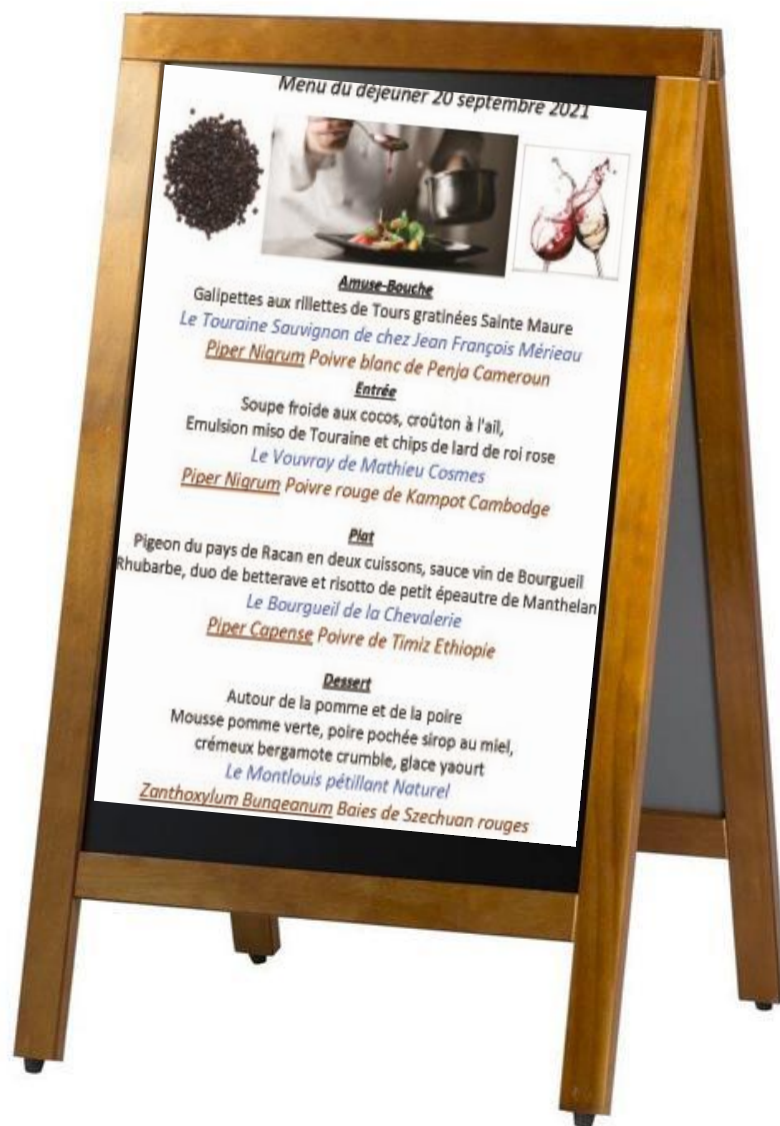 Menu du déjeuner 20 septembre 2021
Amuse-Bouche
Galipettes aux rillettes de Tours gratinées Sainte Maure
Le Touraine Sauvignon de chez Jean François Mérieau
Piper Nigrum Poivre blanc de Penja Cameroun
Entrée
Soupe froide aux cocos, croûton à l'ail,
Emulsion miso de Touraine et chips de lard de roi rose
Le Vouvray de Mathieu Cosmes
Piper Nigrum Poivre rouge de Kampot Cambodge
Plat
Pigeon du pays de Racan en deux cuissons, sauce vin de Bourgueil
Rhubarbe, duo de betterave et risotto de petit épeautre de Manthelan
Le Bourgueil de la Chevalerie
Piper Capense Poivre de Timiz Ethiopie
Dessert
Autour de la pomme et de la poire
Mousse pomme verte, poire pochée sirop au miel,
crémeux bergamote crumble, glace yaourt
Le Montlouis pétillant Naturel
Zanthoxylum Bungeanum Baies de Szechuan rouges